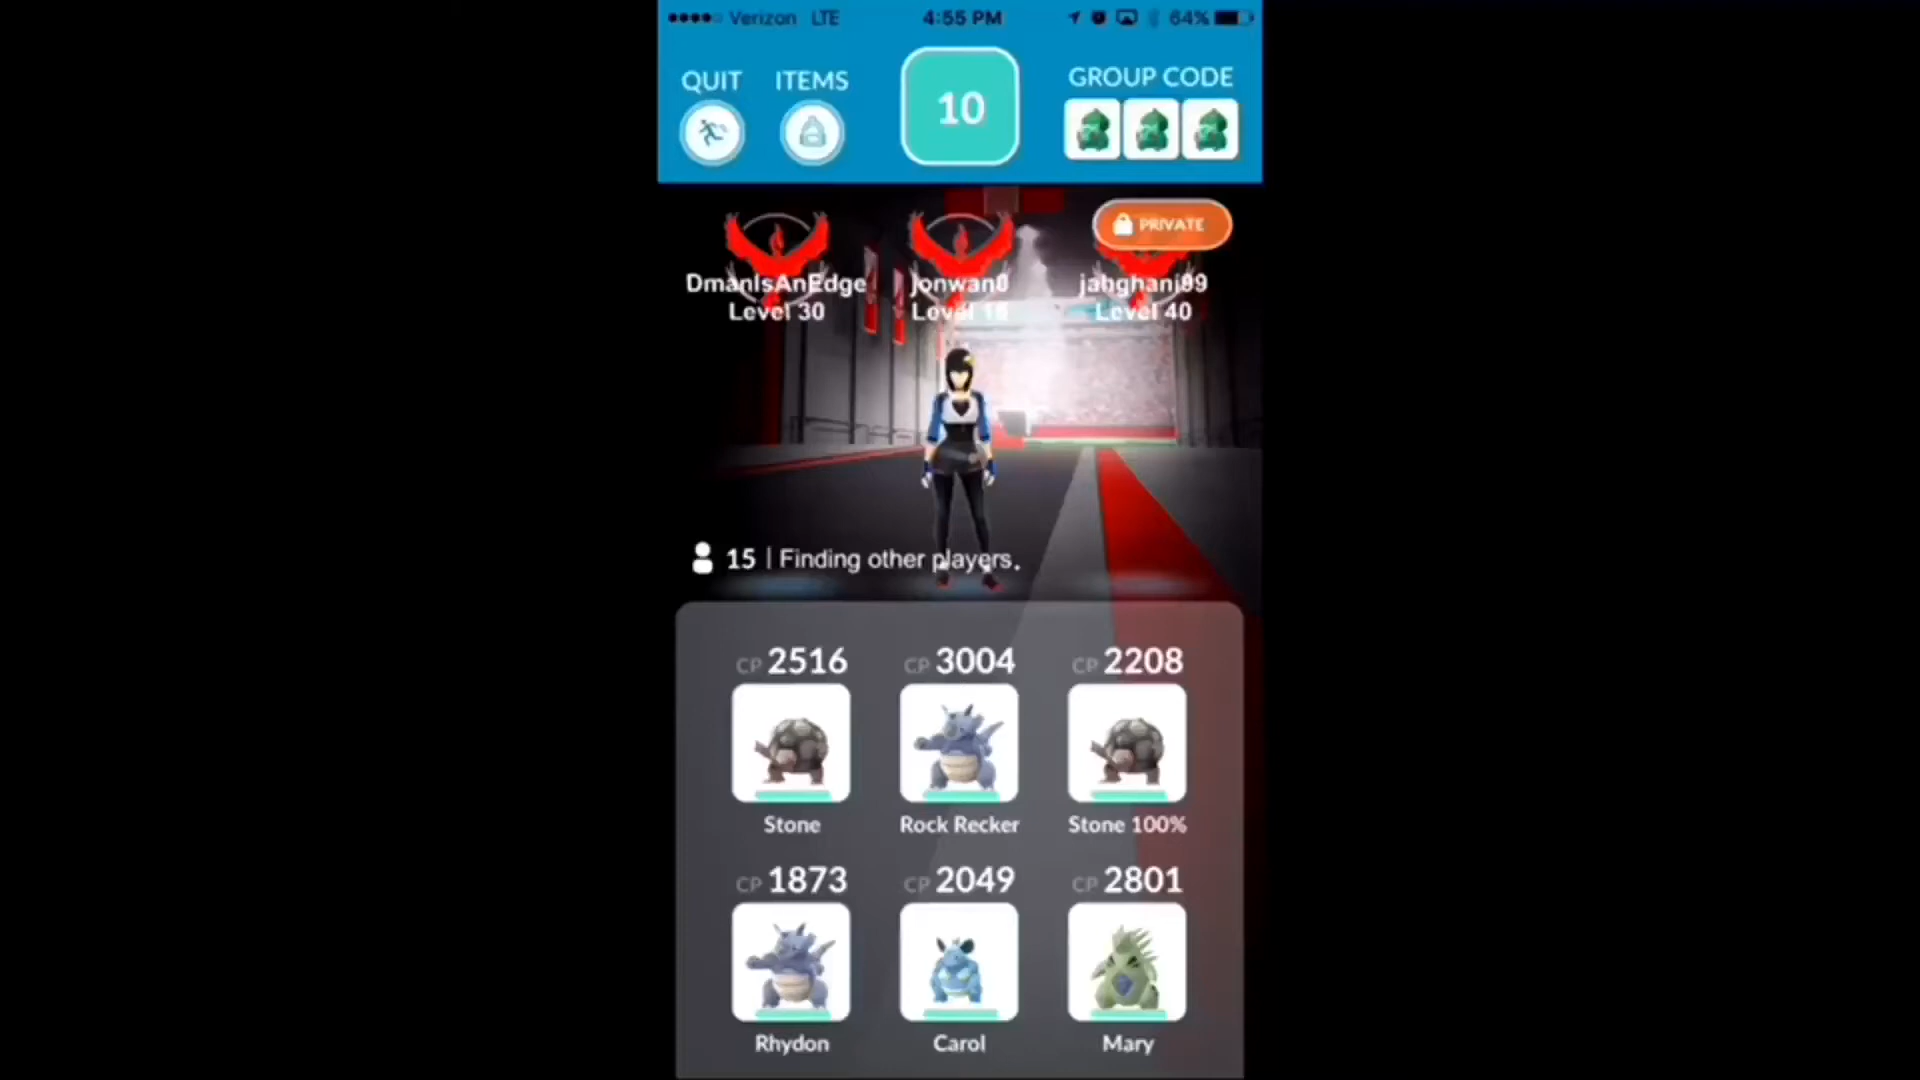 Verizon LTE 4:55 PM 64%
QUIT ITEMS 10 GROUP CODE
PRIVATE
DmanIsAnEdge jonwan0 jahghanj99
Level 30 Level Level 40
15 | Finding other players.
CP 2516 CP 3004 CP 2208
Stone Rock Recker Stone 100%
CP 1873 CP 2049 CP 2801
Rhydon Carol Mary